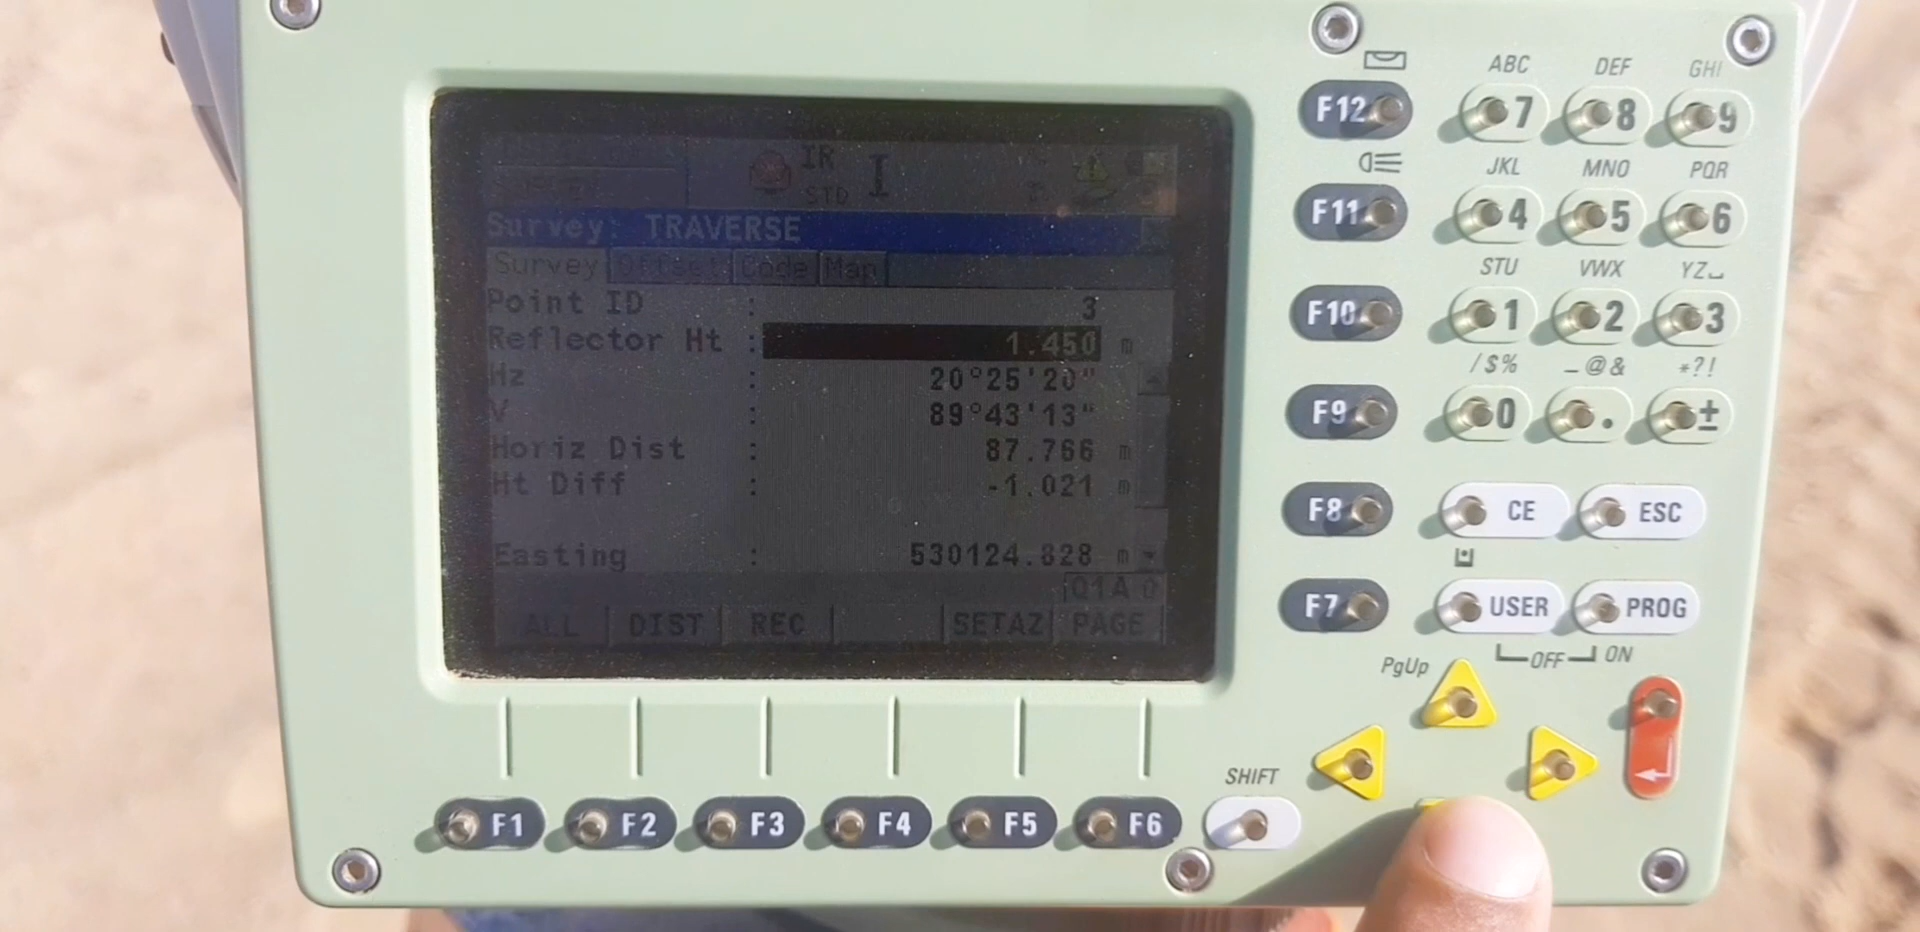 IR
STD
I
Survey: TRAVERSE
Survey Offset Code Map
Point ID : 3
Reflector Ht : 1.450 m
Hz : 20°25'20"
V : 89°43'13"
Horiz Dist : 87.766 m
Ht Diff : -1.021 m
Easting : 530124.828 m
Q1A
ALL DIST REC SETAZ PAGE
F1 F2 F3 F4 F5 F6 SHIFT
ABC DEF GHI
F12 7 8 9
JKL MNO PQR
F11 4 5 6
STU VWX YZ␣
F10 1 2 3
/$% _@& *?!
F9 0 . ±
F8 CE ESC
F7 USER PROG
OFF ON
PgUp